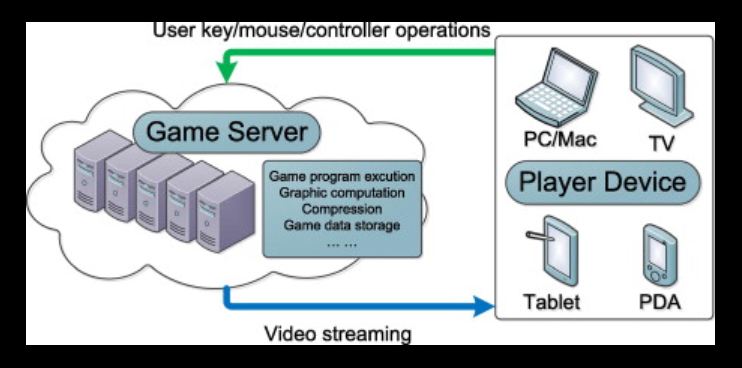 User key/mouse/controller operations
Game Server
Game program excution
Graphic computation
Compression
Game data storage
... ...
PC/Mac
TV
Player Device
Tablet
PDA
Video streaming